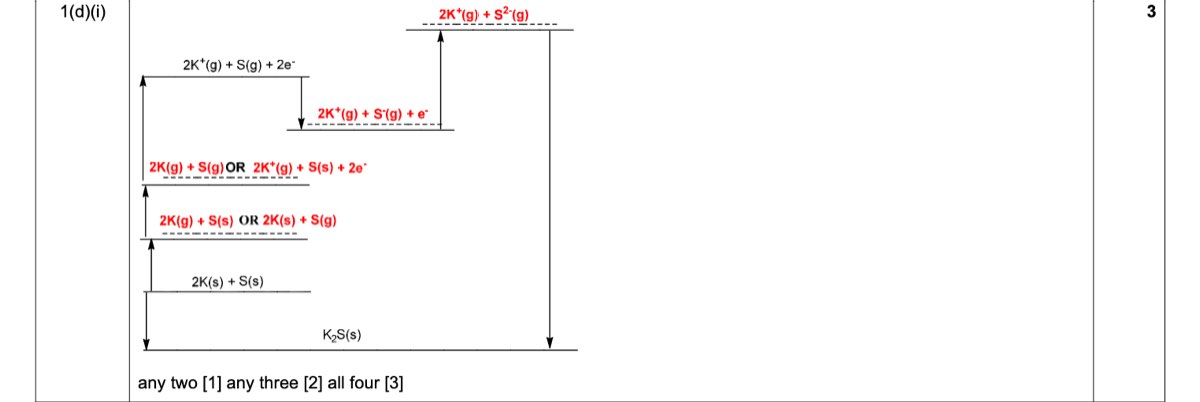 1(d)(i)
3
2K⁺(g) + S²⁻(g)
2K⁺(g) + S(g) + 2e⁻
2K⁺(g) + S⁻(g) + e⁻
2K(g) + S(g) OR 2K⁺(g) + S(s) + 2e⁻
2K(g) + S(s) OR 2K(s) + S(g)
2K(s) + S(s)
K₂S(s)
any two [1] any three [2] all four [3]